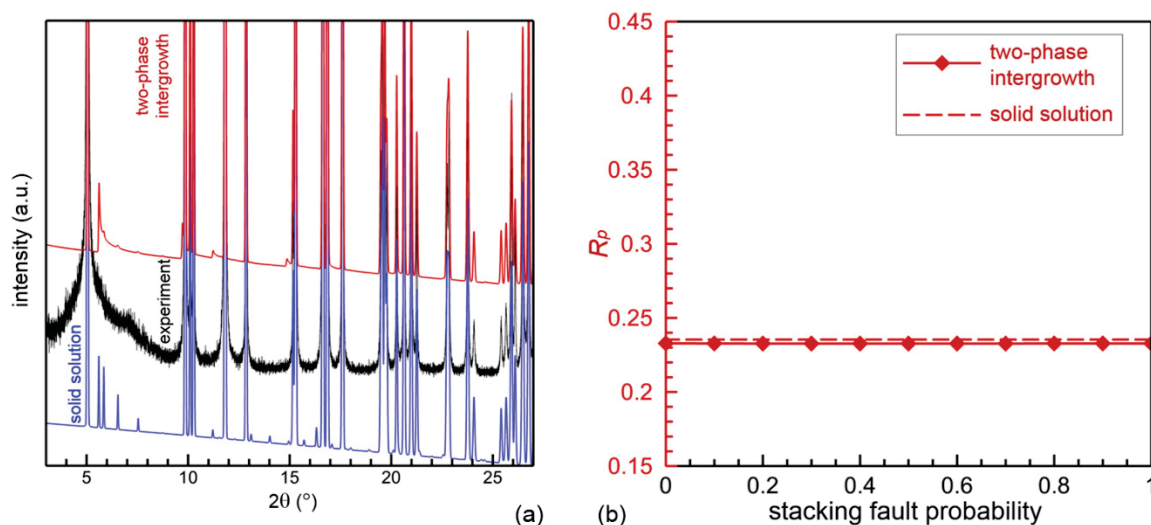 intensity (a.u.)
two-phase
intergrowth
experiment
solid solution
5
10
15
20
25
2θ (°)
(a)
0.45
0.4
0.35
0.3
0.25
0.2
0.15
Rp
two-phase
intergrowth
solid solution
0
0.2
0.4
0.6
0.8
1
stacking fault probability
(b)